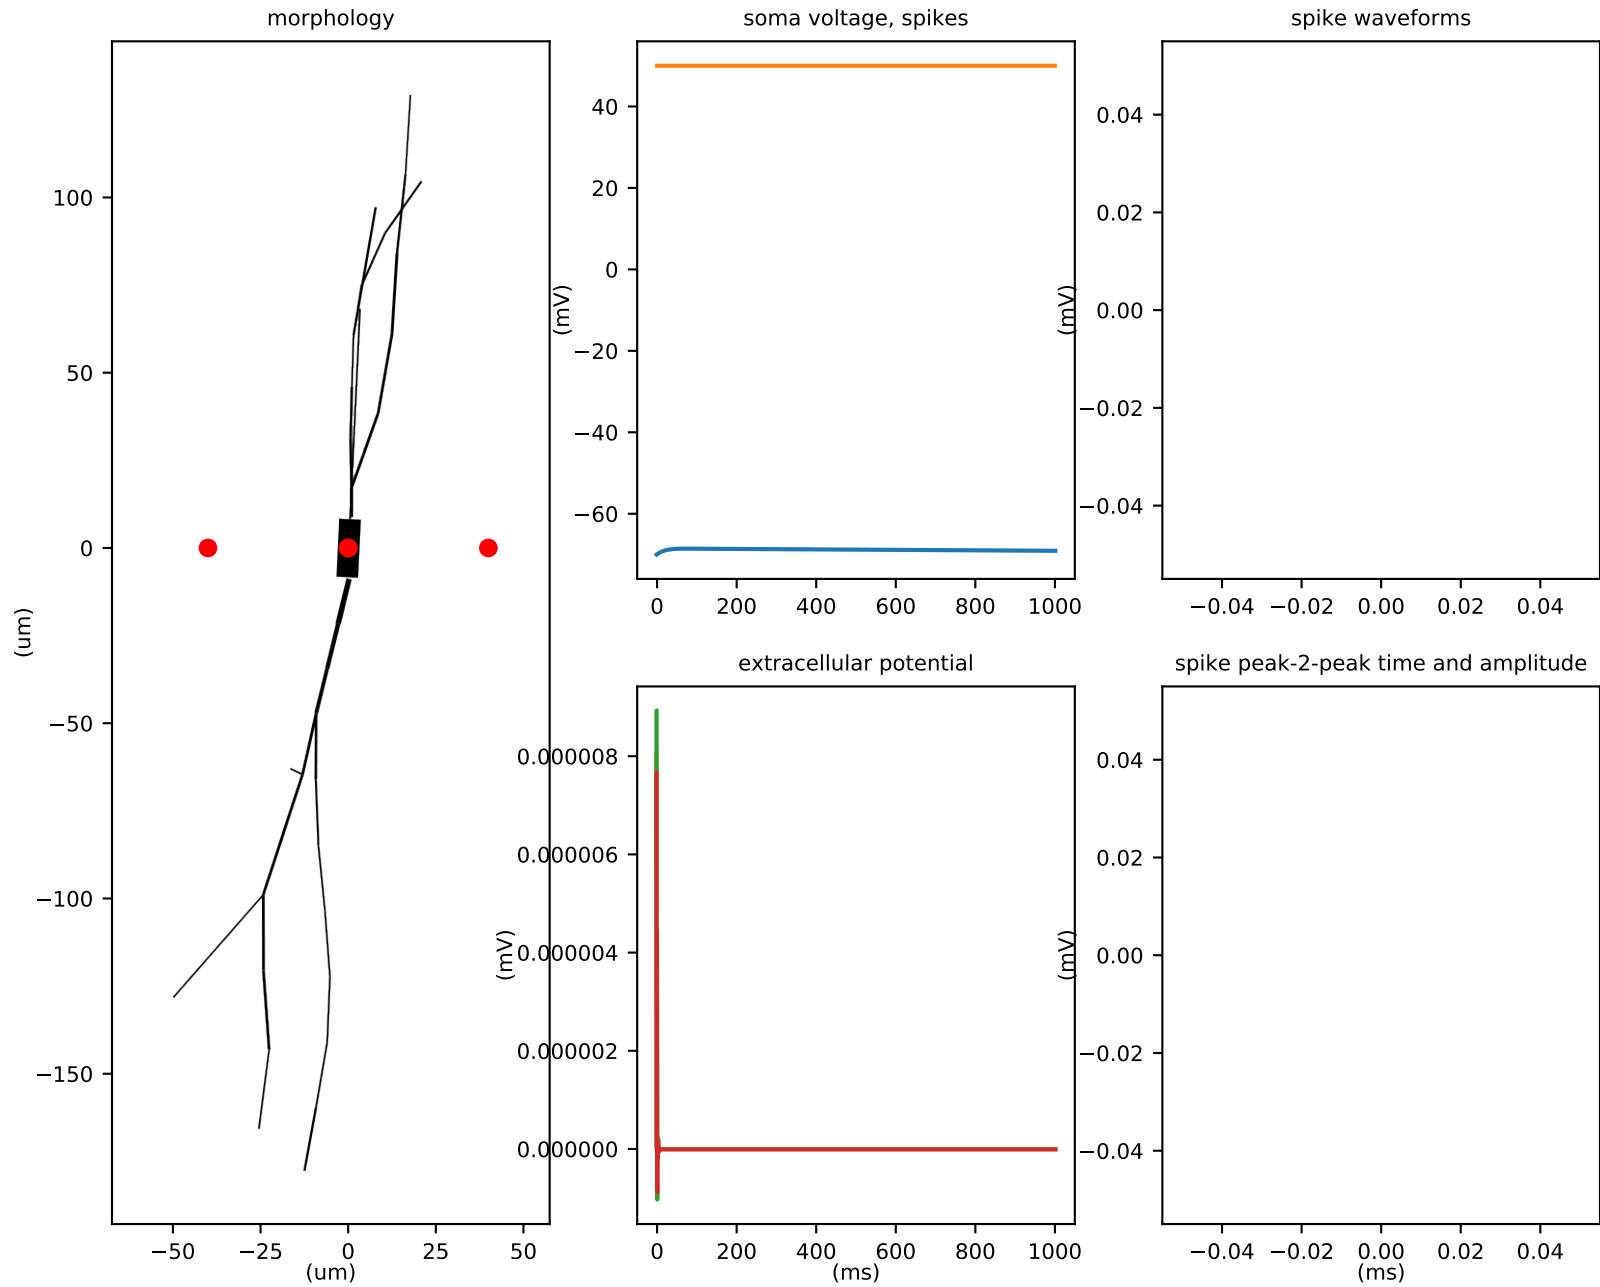 morphology
100
50
0
−50
−100
−150
(um)
−50 −25 0 25 50
(um)
soma voltage, spikes
40
20
0
−20
−40
−60
(mV)
0 200 400 600 800 1000
spike waveforms
0.04
0.02
0.00
−0.02
−0.04
(mV)
−0.04 −0.02 0.00 0.02 0.04
extracellular potential
0.000008
0.000006
0.000004
0.000002
0.000000
(mV)
0 200 400 600 800 1000
(ms)
spike peak-2-peak time and amplitude
0.04
0.02
0.00
−0.02
−0.04
(mV)
−0.04 −0.02 0.00 0.02 0.04
(ms)